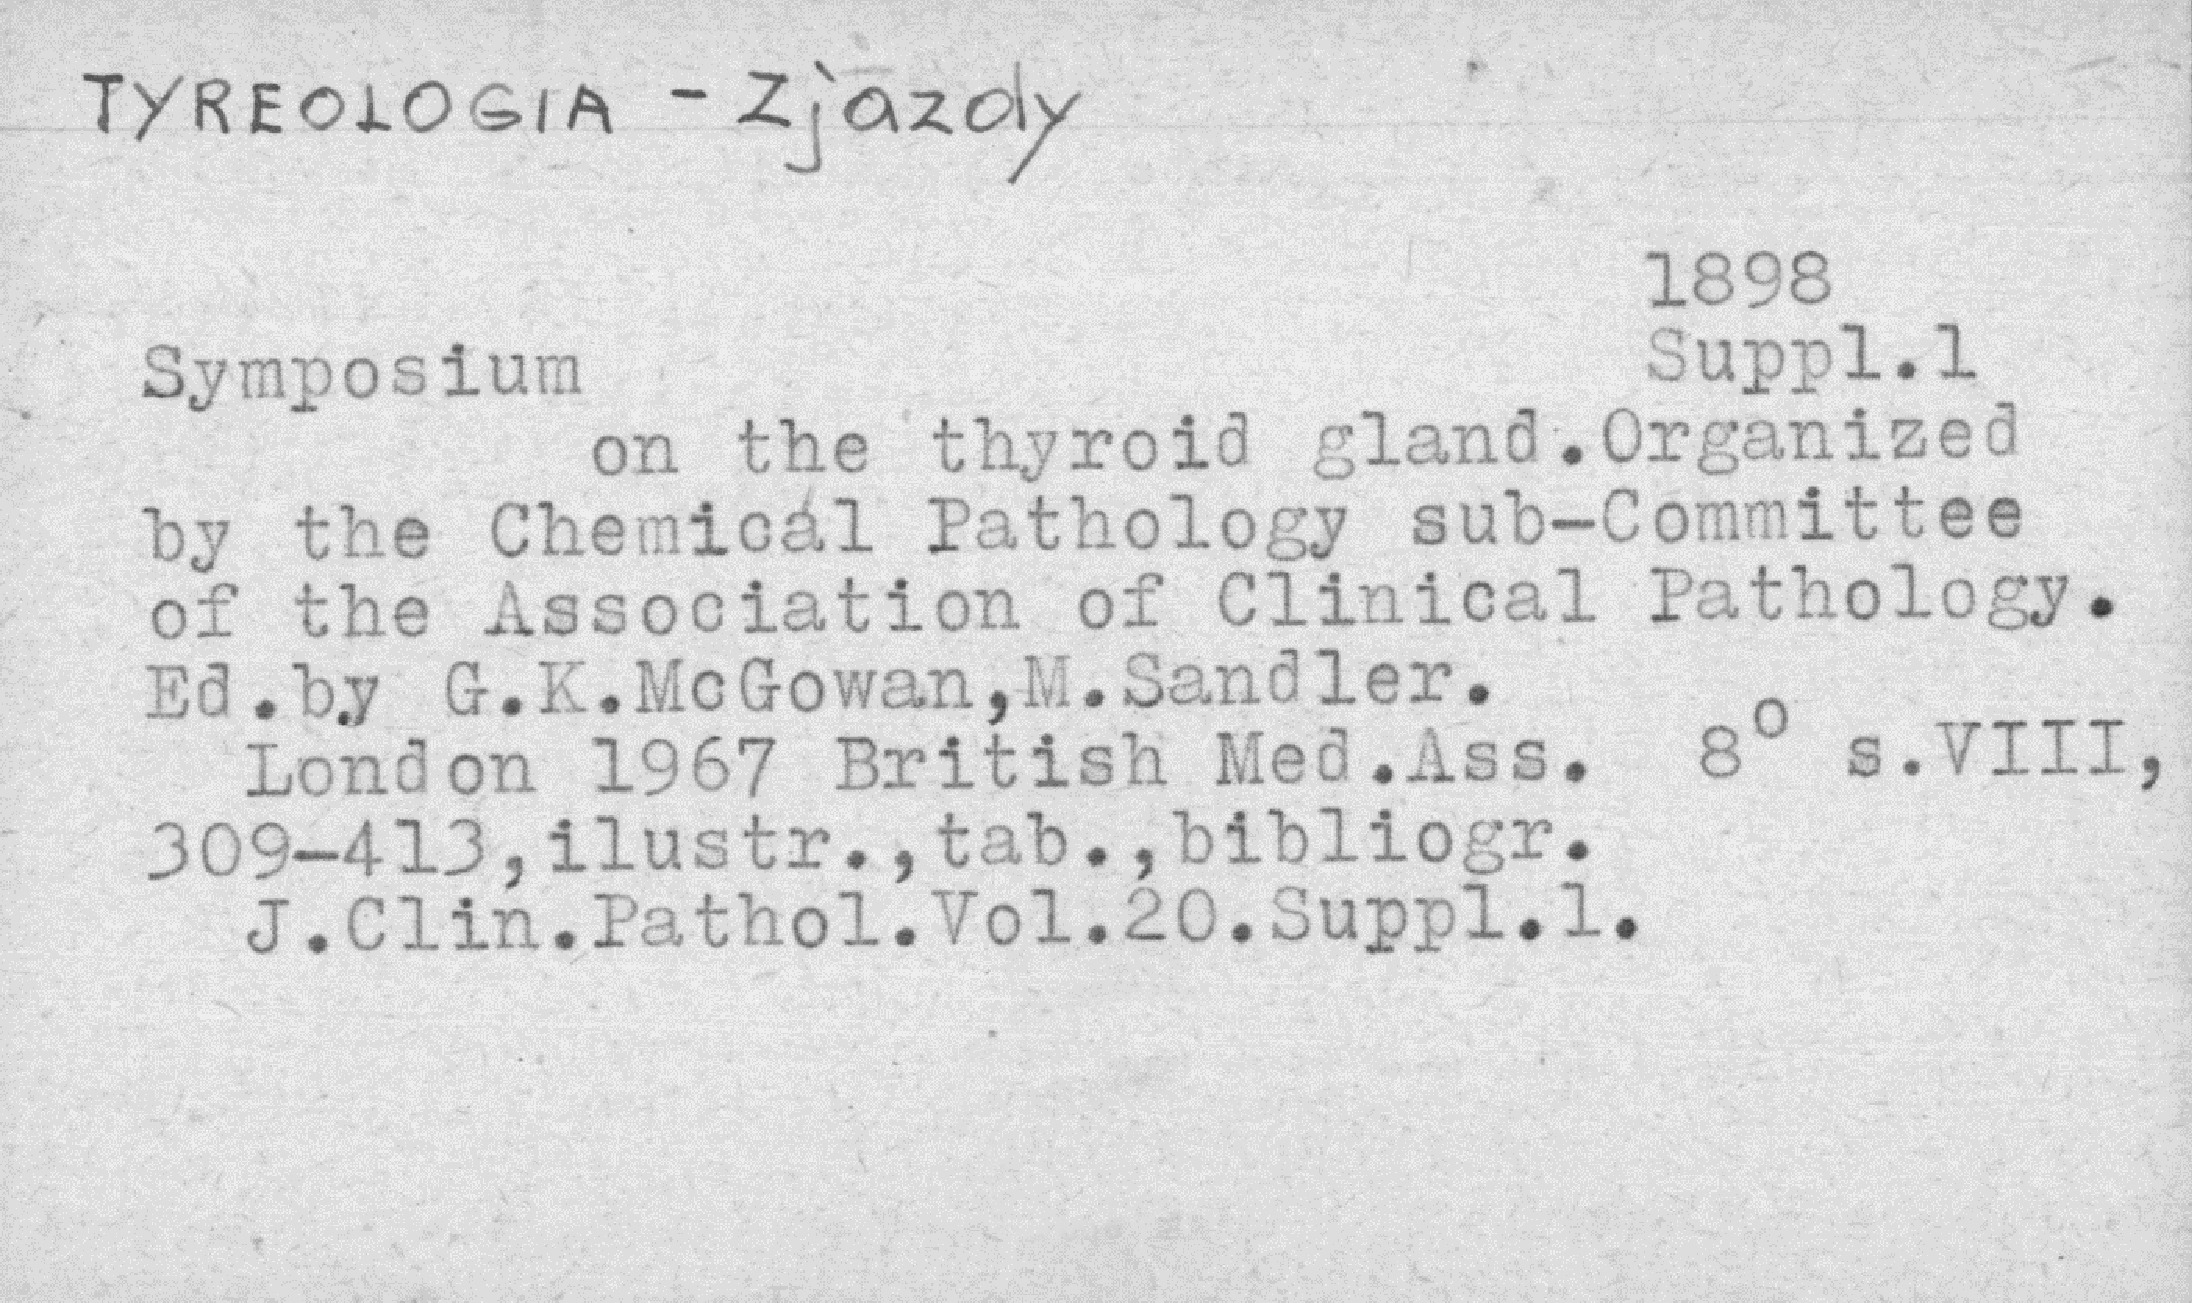 TYREOLOGIA - Zjazdy
1898
Suppl.1
Symposium
on the thyroid gland.Organized
by the Chemical Pathology sub-Committee
of the Association of Clinical Pathology.
Ed.by G.K.McGowan,M.Sandler.
London 1967 British Med.Ass. 8° s.VIII,
309-413,ilustr.,tab.,bibliogr.
J.Clin.Pathol.Vol.20.Suppl.1.